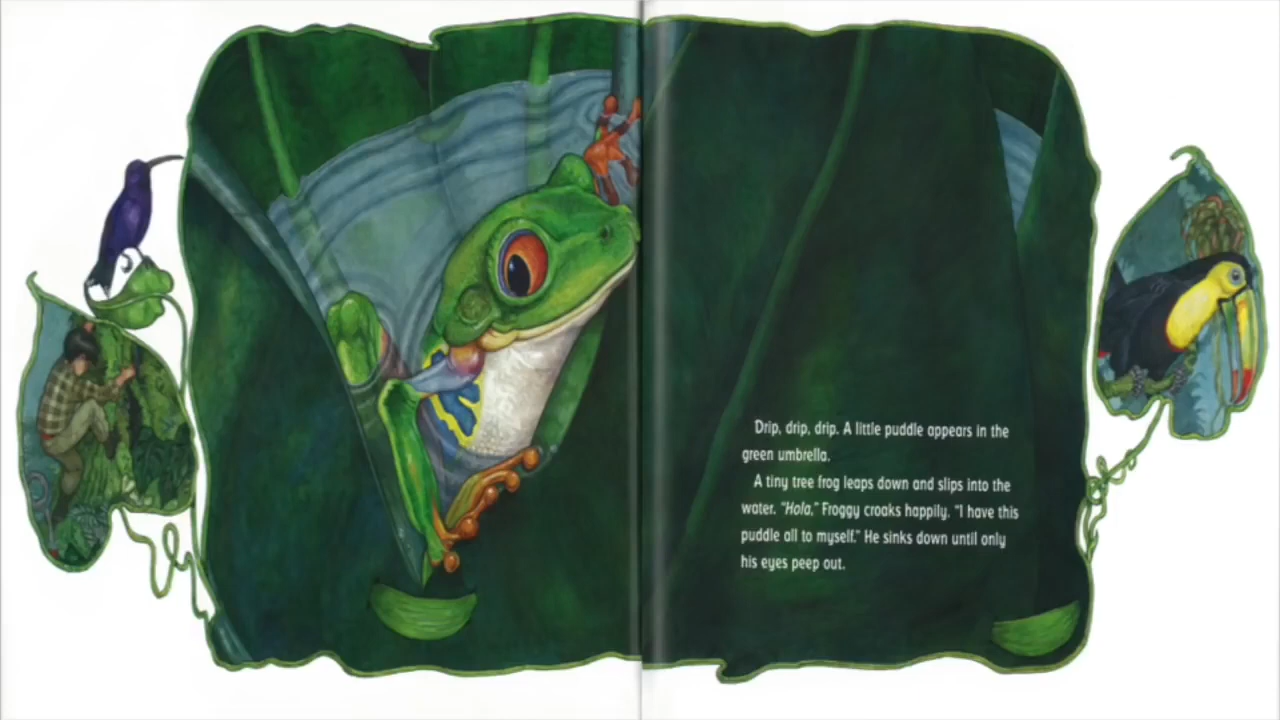 Drip, drip, drip. A little puddle appears in the
green umbrella.
A tiny tree frog leaps down and slips into the
water. "Hola," Froggy croaks happily. "I have this
puddle all to myself." He sinks down until only
his eyes peep out.